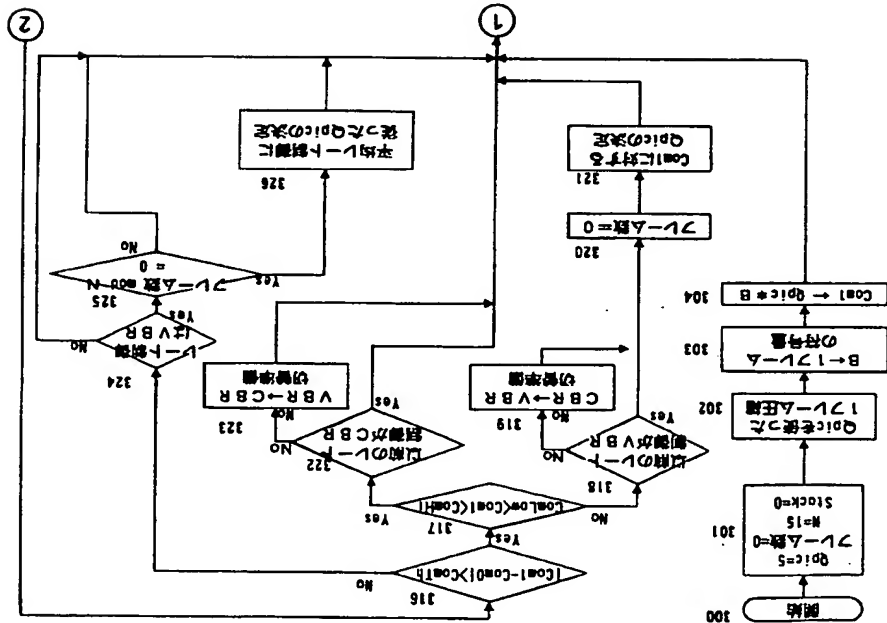 300
開始
301
Qpic=5
フレーム数=0
N=15
Stack=0
302
Qpicを使った
1フレーム圧縮
303
B←1フレーム
の符号量
304
Com1 ← Qpic*B
316
|Com1-Com0|>ComTh
Yes
No
317
ComLow<Com1<ComHi
No
Yes
318
以前のレート
制御がVBR
No
Yes
319
No
CBR→VBR
切替準備
320
フレーム数=0
321
Com1に対する
Qpicの決定
322
以前のレート
制御がCBR
No
Yes
323
No
VBR→CBR
切替準備
324
レート制御
はVBR
No
Yes
325
フレーム数 mod N
= 0
Yes
No
326
平均レート制御に
従ったQpicの決定
1
2